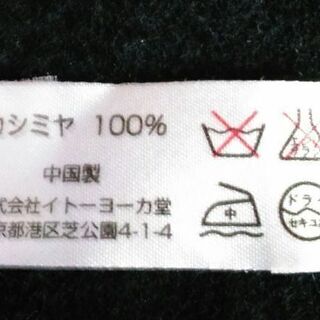 カシミヤ 100%
中国製
式会社イトーヨーカ堂
京都港区芝公園4-1-4
中
ドライ
セキユ系